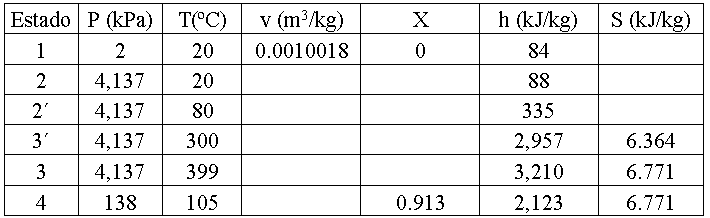 Estado P (kPa) T(ºC) v (m³/kg) X h (kJ/kg) S (kJ/kg)
1 2 20 0.0010018 0 84
2 4,137 20 88
2´ 4,137 80 335
3´ 4,137 300 2,957 6.364
3 4,137 399 3,210 6.771
4 138 105 0.913 2,123 6.771